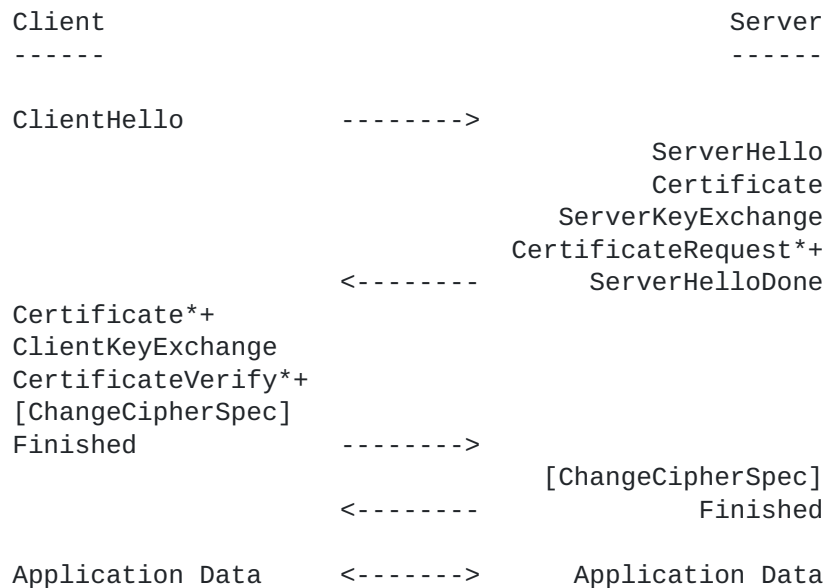 Client                                        Server
------                                        ------

ClientHello          -------->
                                         ServerHello
                                         Certificate
                                   ServerKeyExchange
                                CertificateRequest*+
                     <--------       ServerHelloDone
Certificate*+
ClientKeyExchange
CertificateVerify*+
[ChangeCipherSpec]
Finished             -------->
                                  [ChangeCipherSpec]
                     <--------              Finished

Application Data     <------->      Application Data